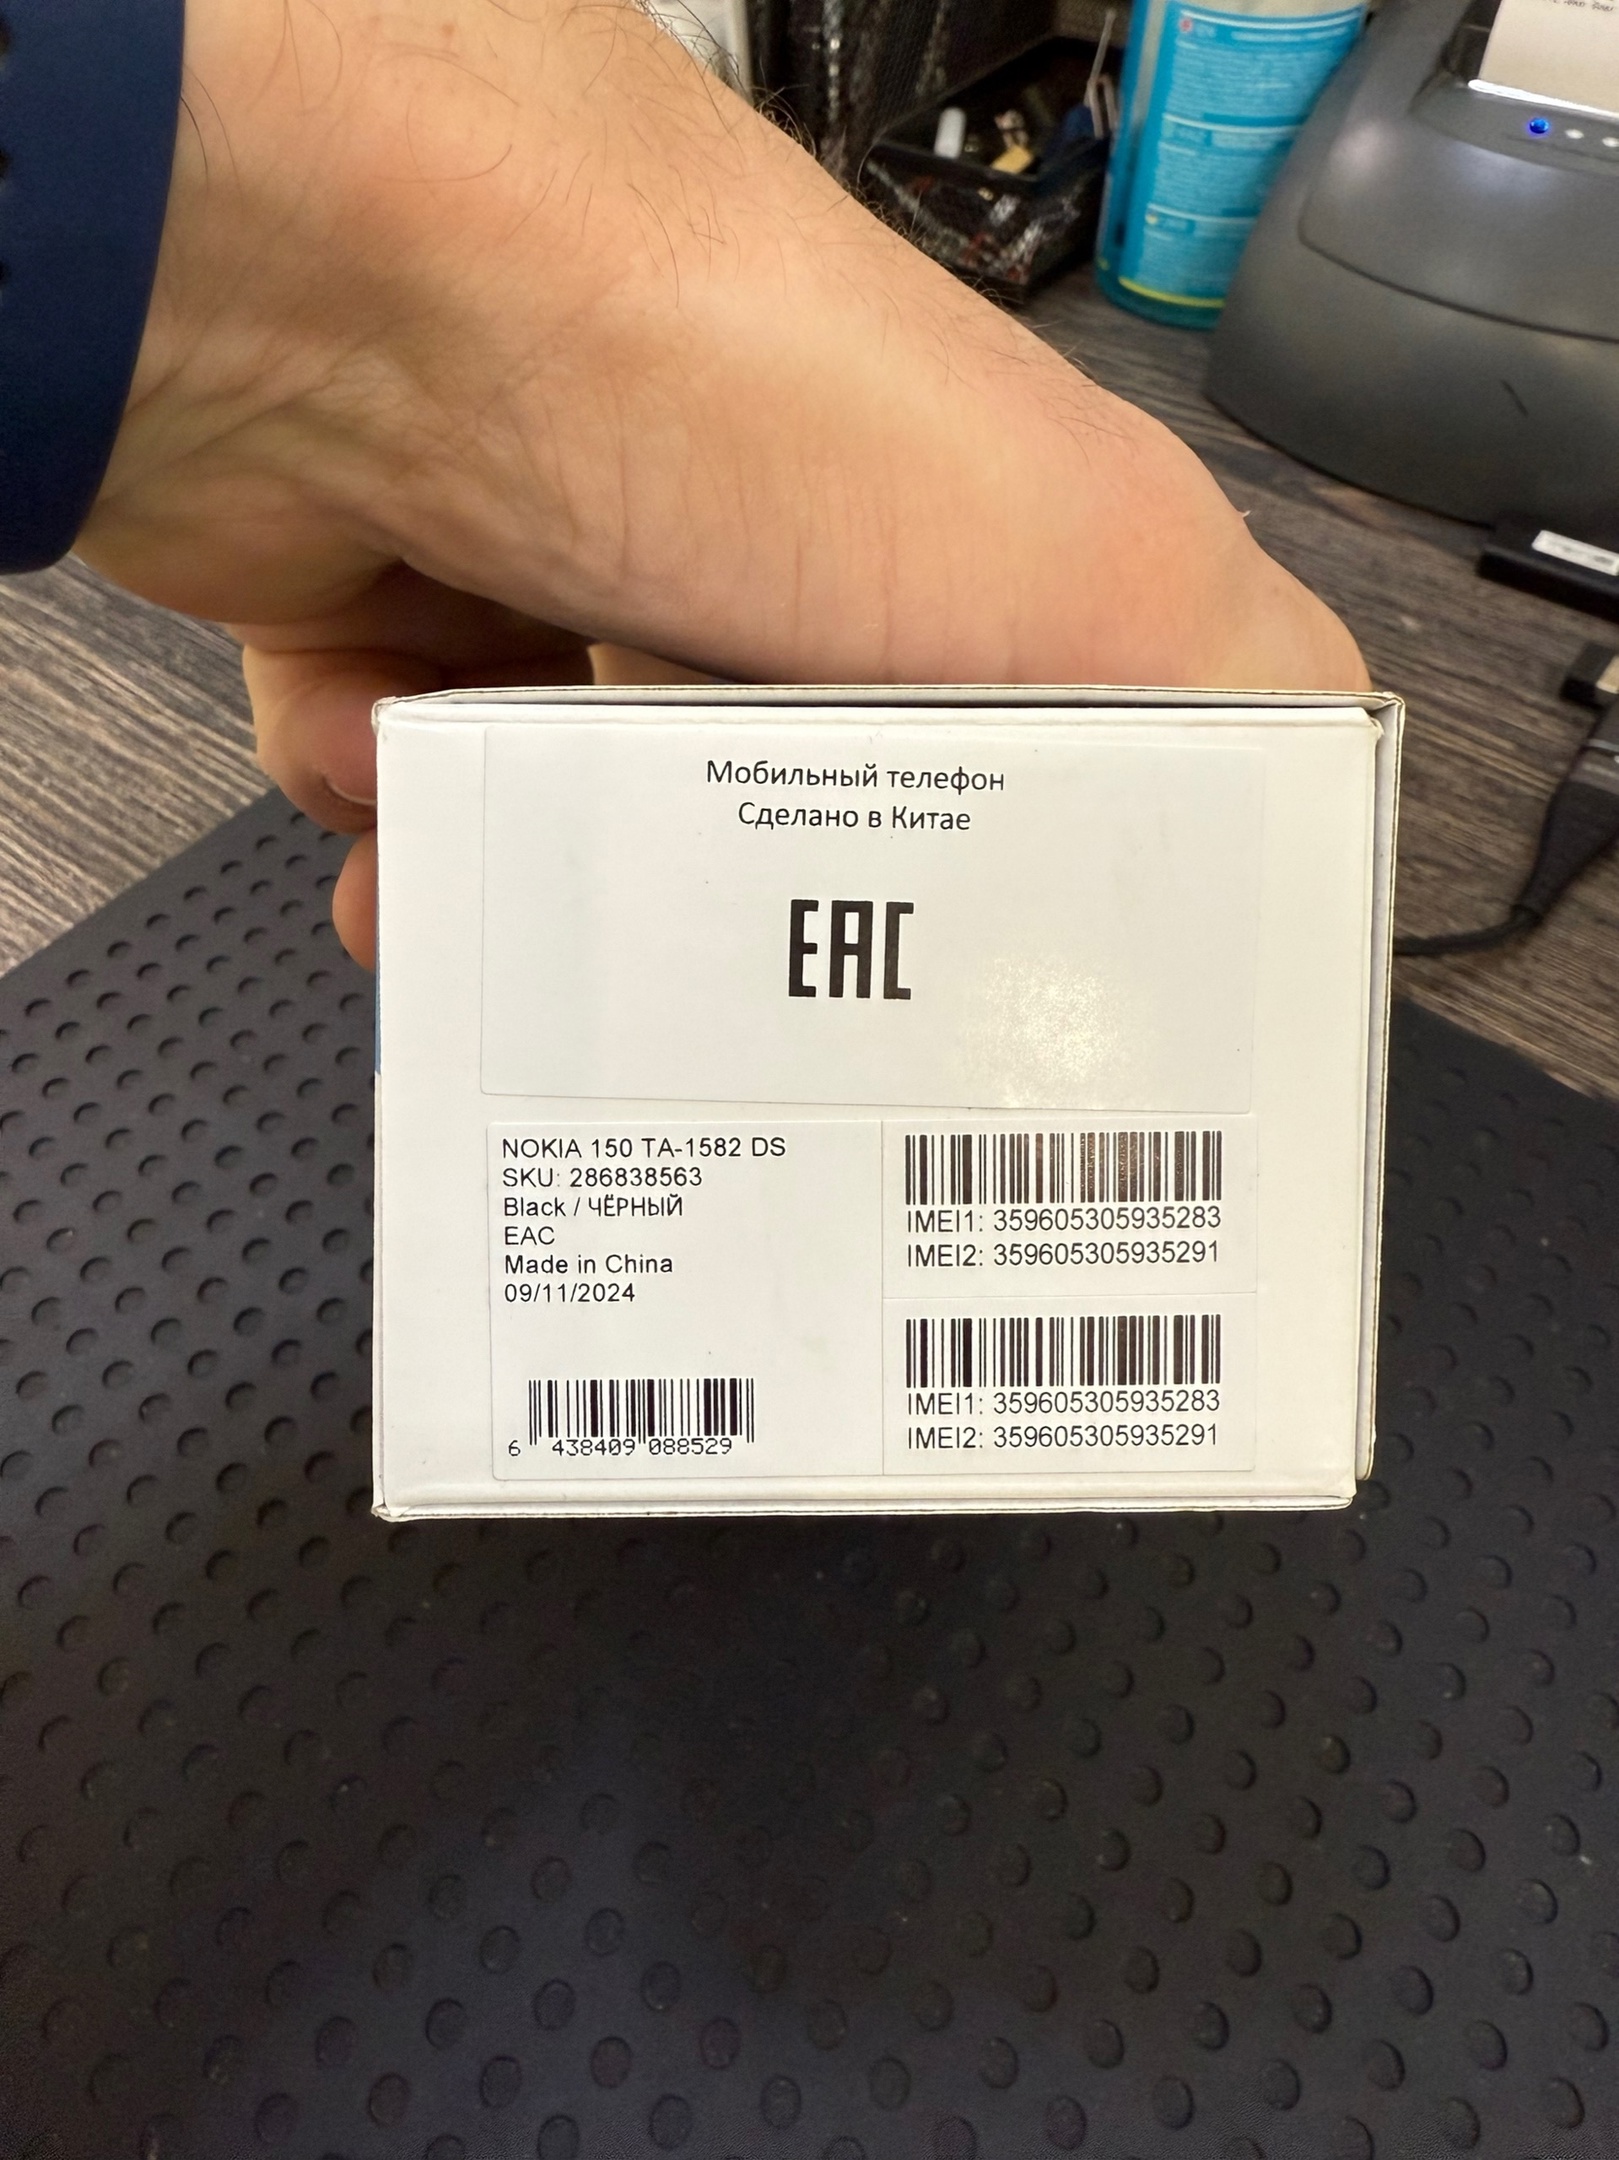 Мобильный телефон
Сделано в Китае
EAC
NOKIA 150 TA-1582 DS
SKU: 286838563
Black / ЧЁРНЫЙ
EAC
Made in China
09/11/2024
6 438409 088529
IMEI1: 359605305935283
IMEI2: 359605305935291
IMEI1: 359605305935283
IMEI2: 359605305935291